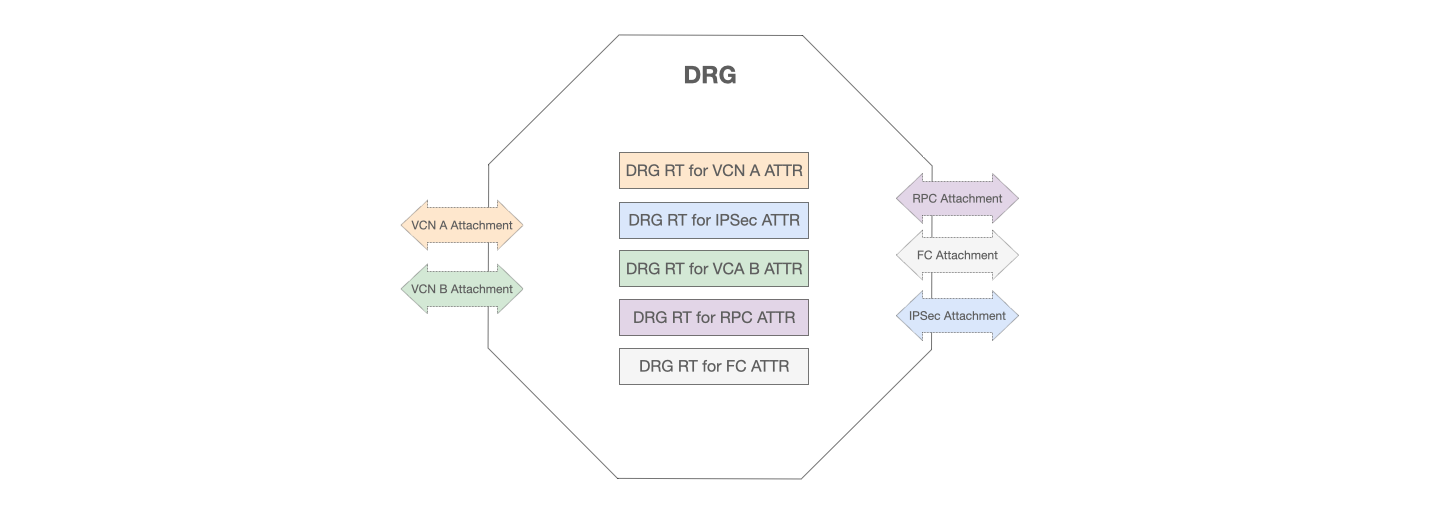 DRG
DRG RT for VCN A ATTR
DRG RT for IPSec ATTR
DRG RT for VCA B ATTR
DRG RT for RPC ATTR
DRG RT for FC ATTR
VCN A Attachment
VCN B Attachment
RPC Attachment
FC Attachment
IPSec Attachment